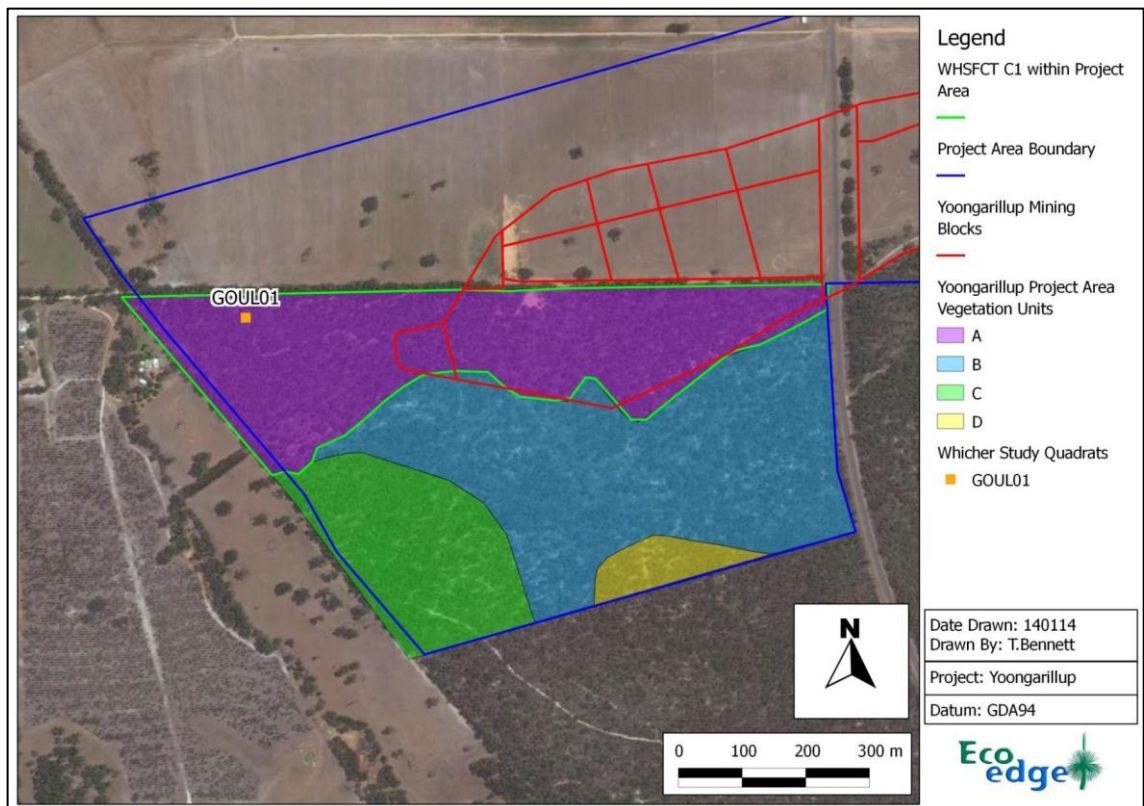 GOUL01
N
0 100 200 300 m
Legend
WHSFCT C1 within Project
Area
Project Area Boundary
Yoongarillup Mining
Blocks
Yoongarillup Project Area
Vegetation Units
A
B
C
D
Whicher Study Quadrats
GOUL01
Date Drawn: 140114
Drawn By: T.Bennett
Project: Yoongarillup
Datum: GDA94
Eco
edge